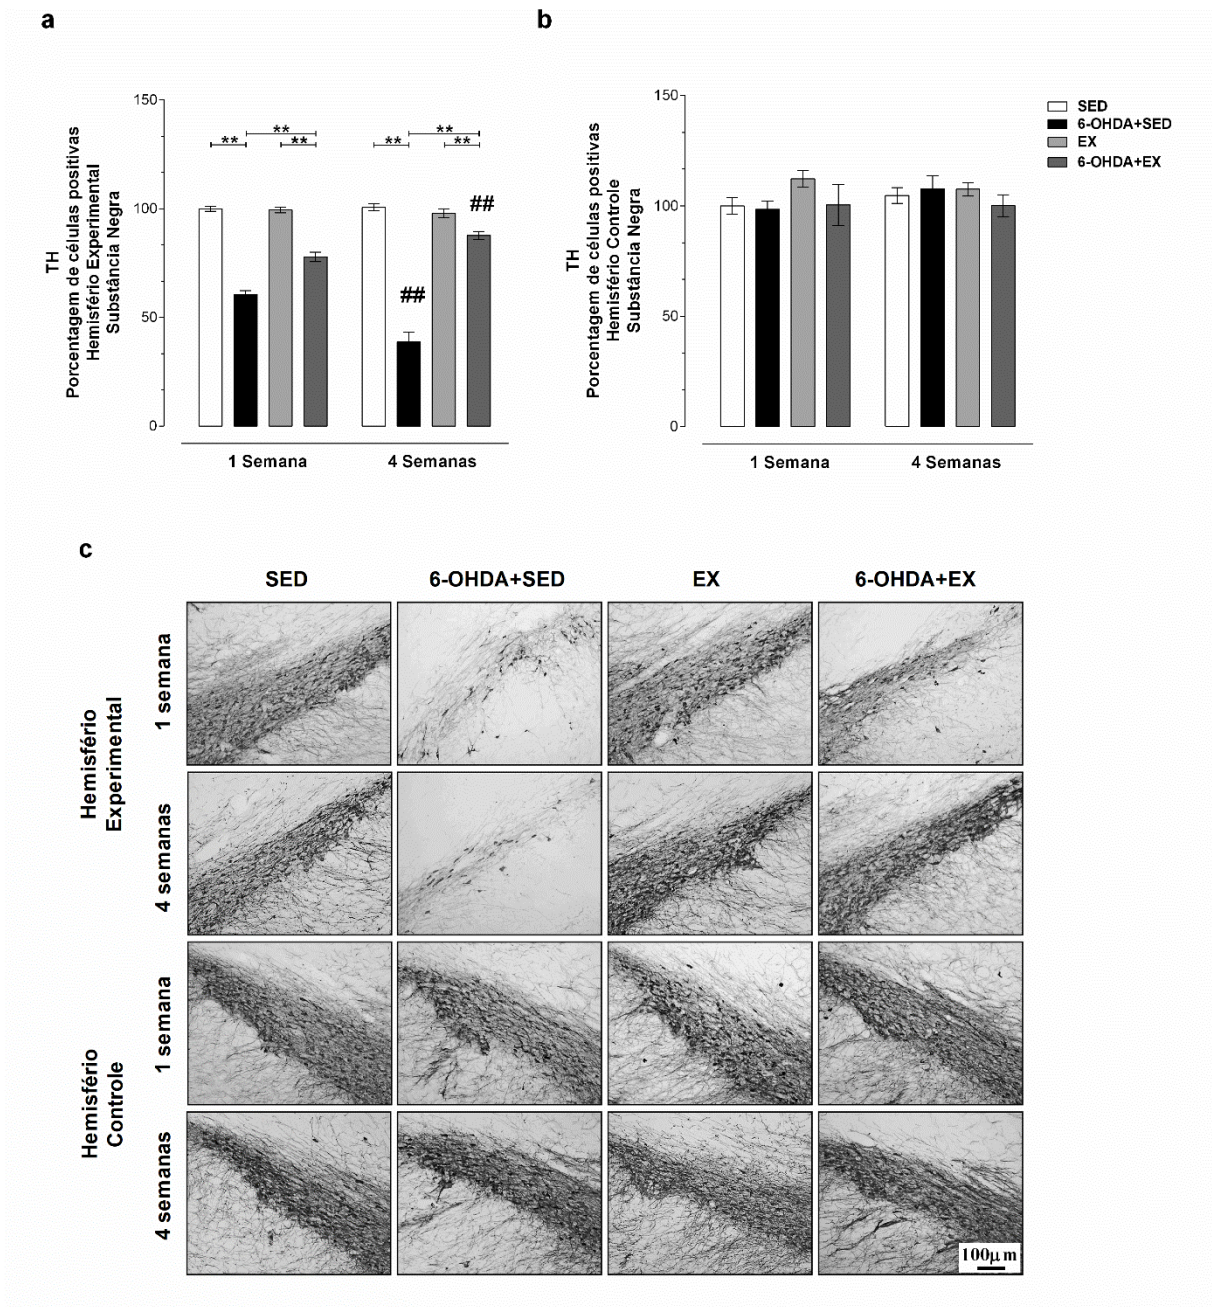 a
b
TH
Porcentagem de células positivas
Hemisfério Experimental
Substância Negra
150
100
50
0
** ** **
** ** **
##
##
1 Semana
4 Semanas
TH
Porcentagem de células positivas
Hemisfério Controle
Substância Negra
150
100
50
0
1 Semana
4 Semanas
SED
6-OHDA+SED
EX
6-OHDA+EX
c
SED
6-OHDA+SED
EX
6-OHDA+EX
Hemisfério
Experimental
1 semana
4 semanas
Hemisfério
Controle
1 semana
4 semanas
100µm